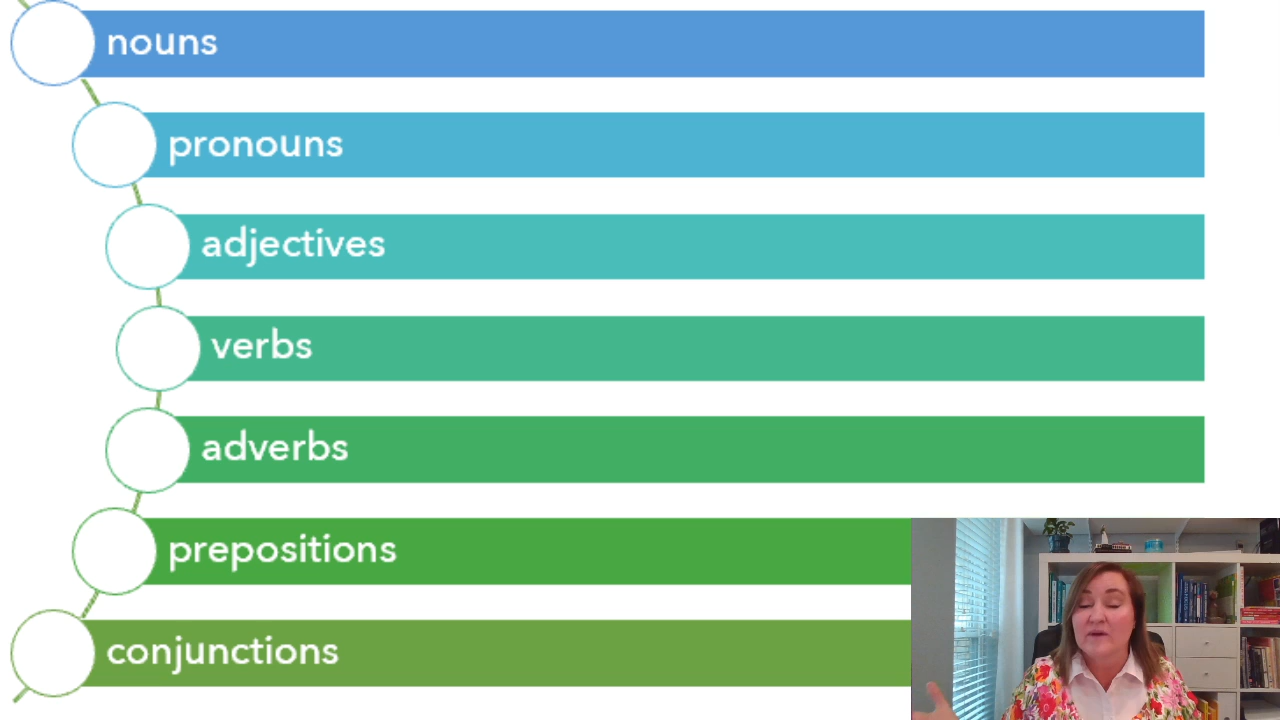 nouns
pronouns
adjectives
verbs
adverbs
prepositions
conjunctions